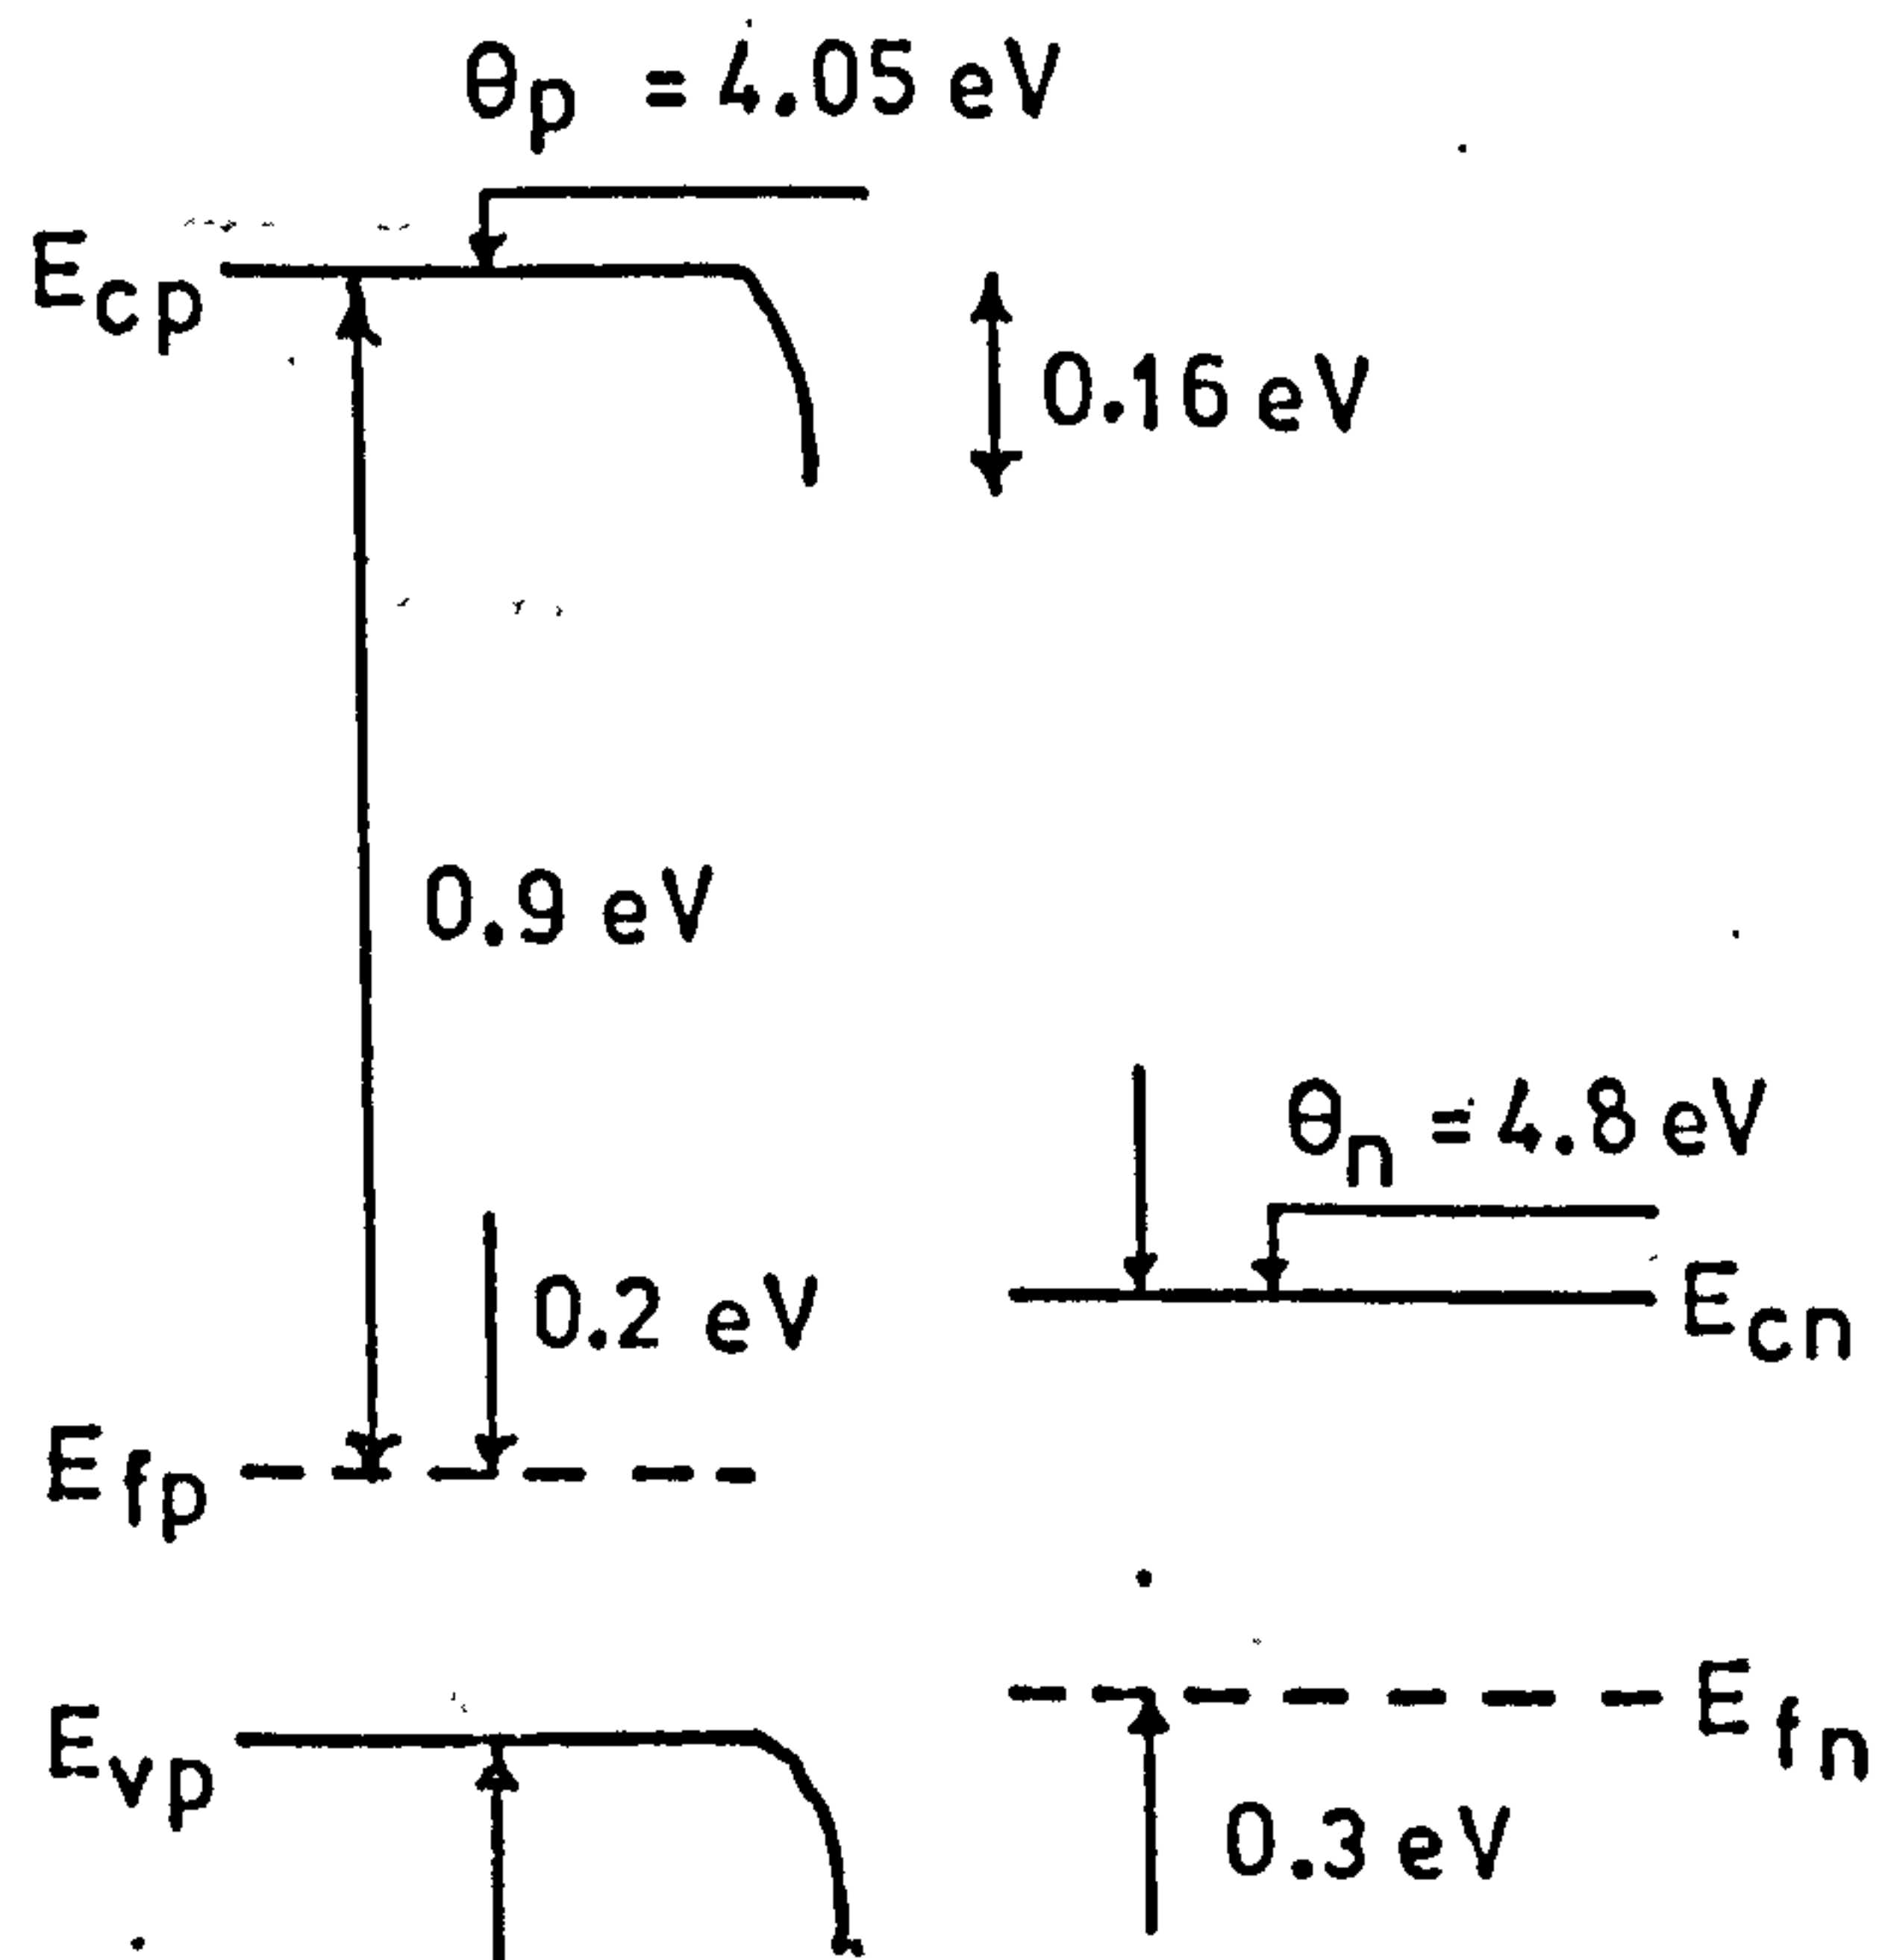 θp = 4.05 eV
Ecp
0.16 eV
0.9 eV
θn = 4.8 eV
0.2 eV
Ecn
Efp
Efn
Evp
0.3 eV